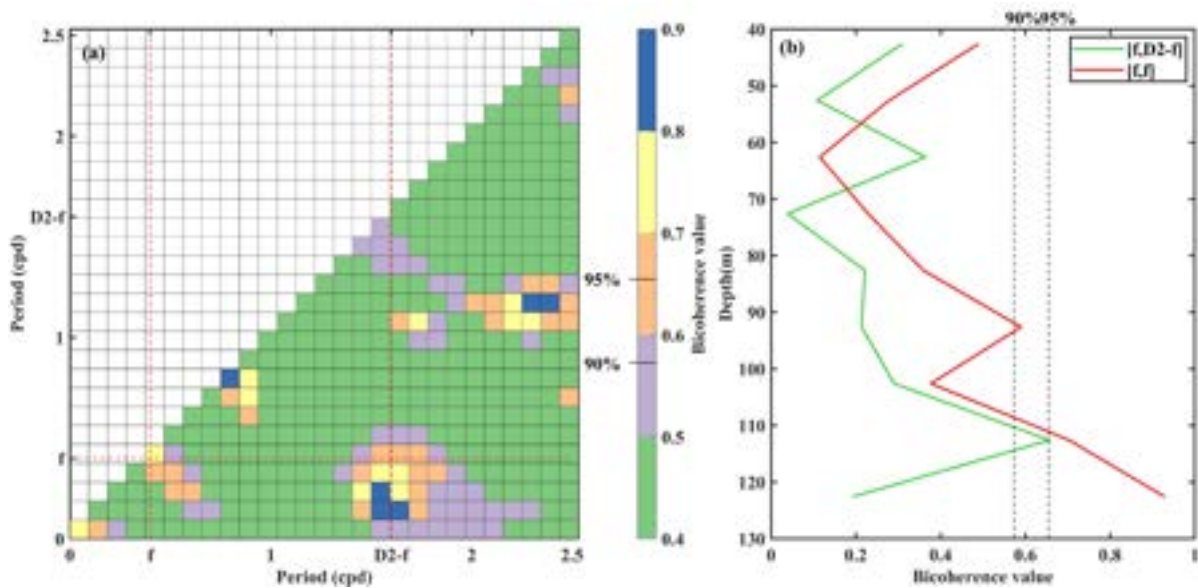 (a)
2.5
2
D2-f
1
f
0
Period (cpd)
0 f 1 D2-f 2 2.5
Period (cpd)
0.9
0.8
0.7
95%
0.6
90%
0.5
0.4
Bicoherence value
90%95%
(b)
[f,D2-f]
[f,f]
40
50
60
70
80
90
100
110
120
130
Depth(m)
0 0.2 0.4 0.6 0.8 1
Bicoherence value